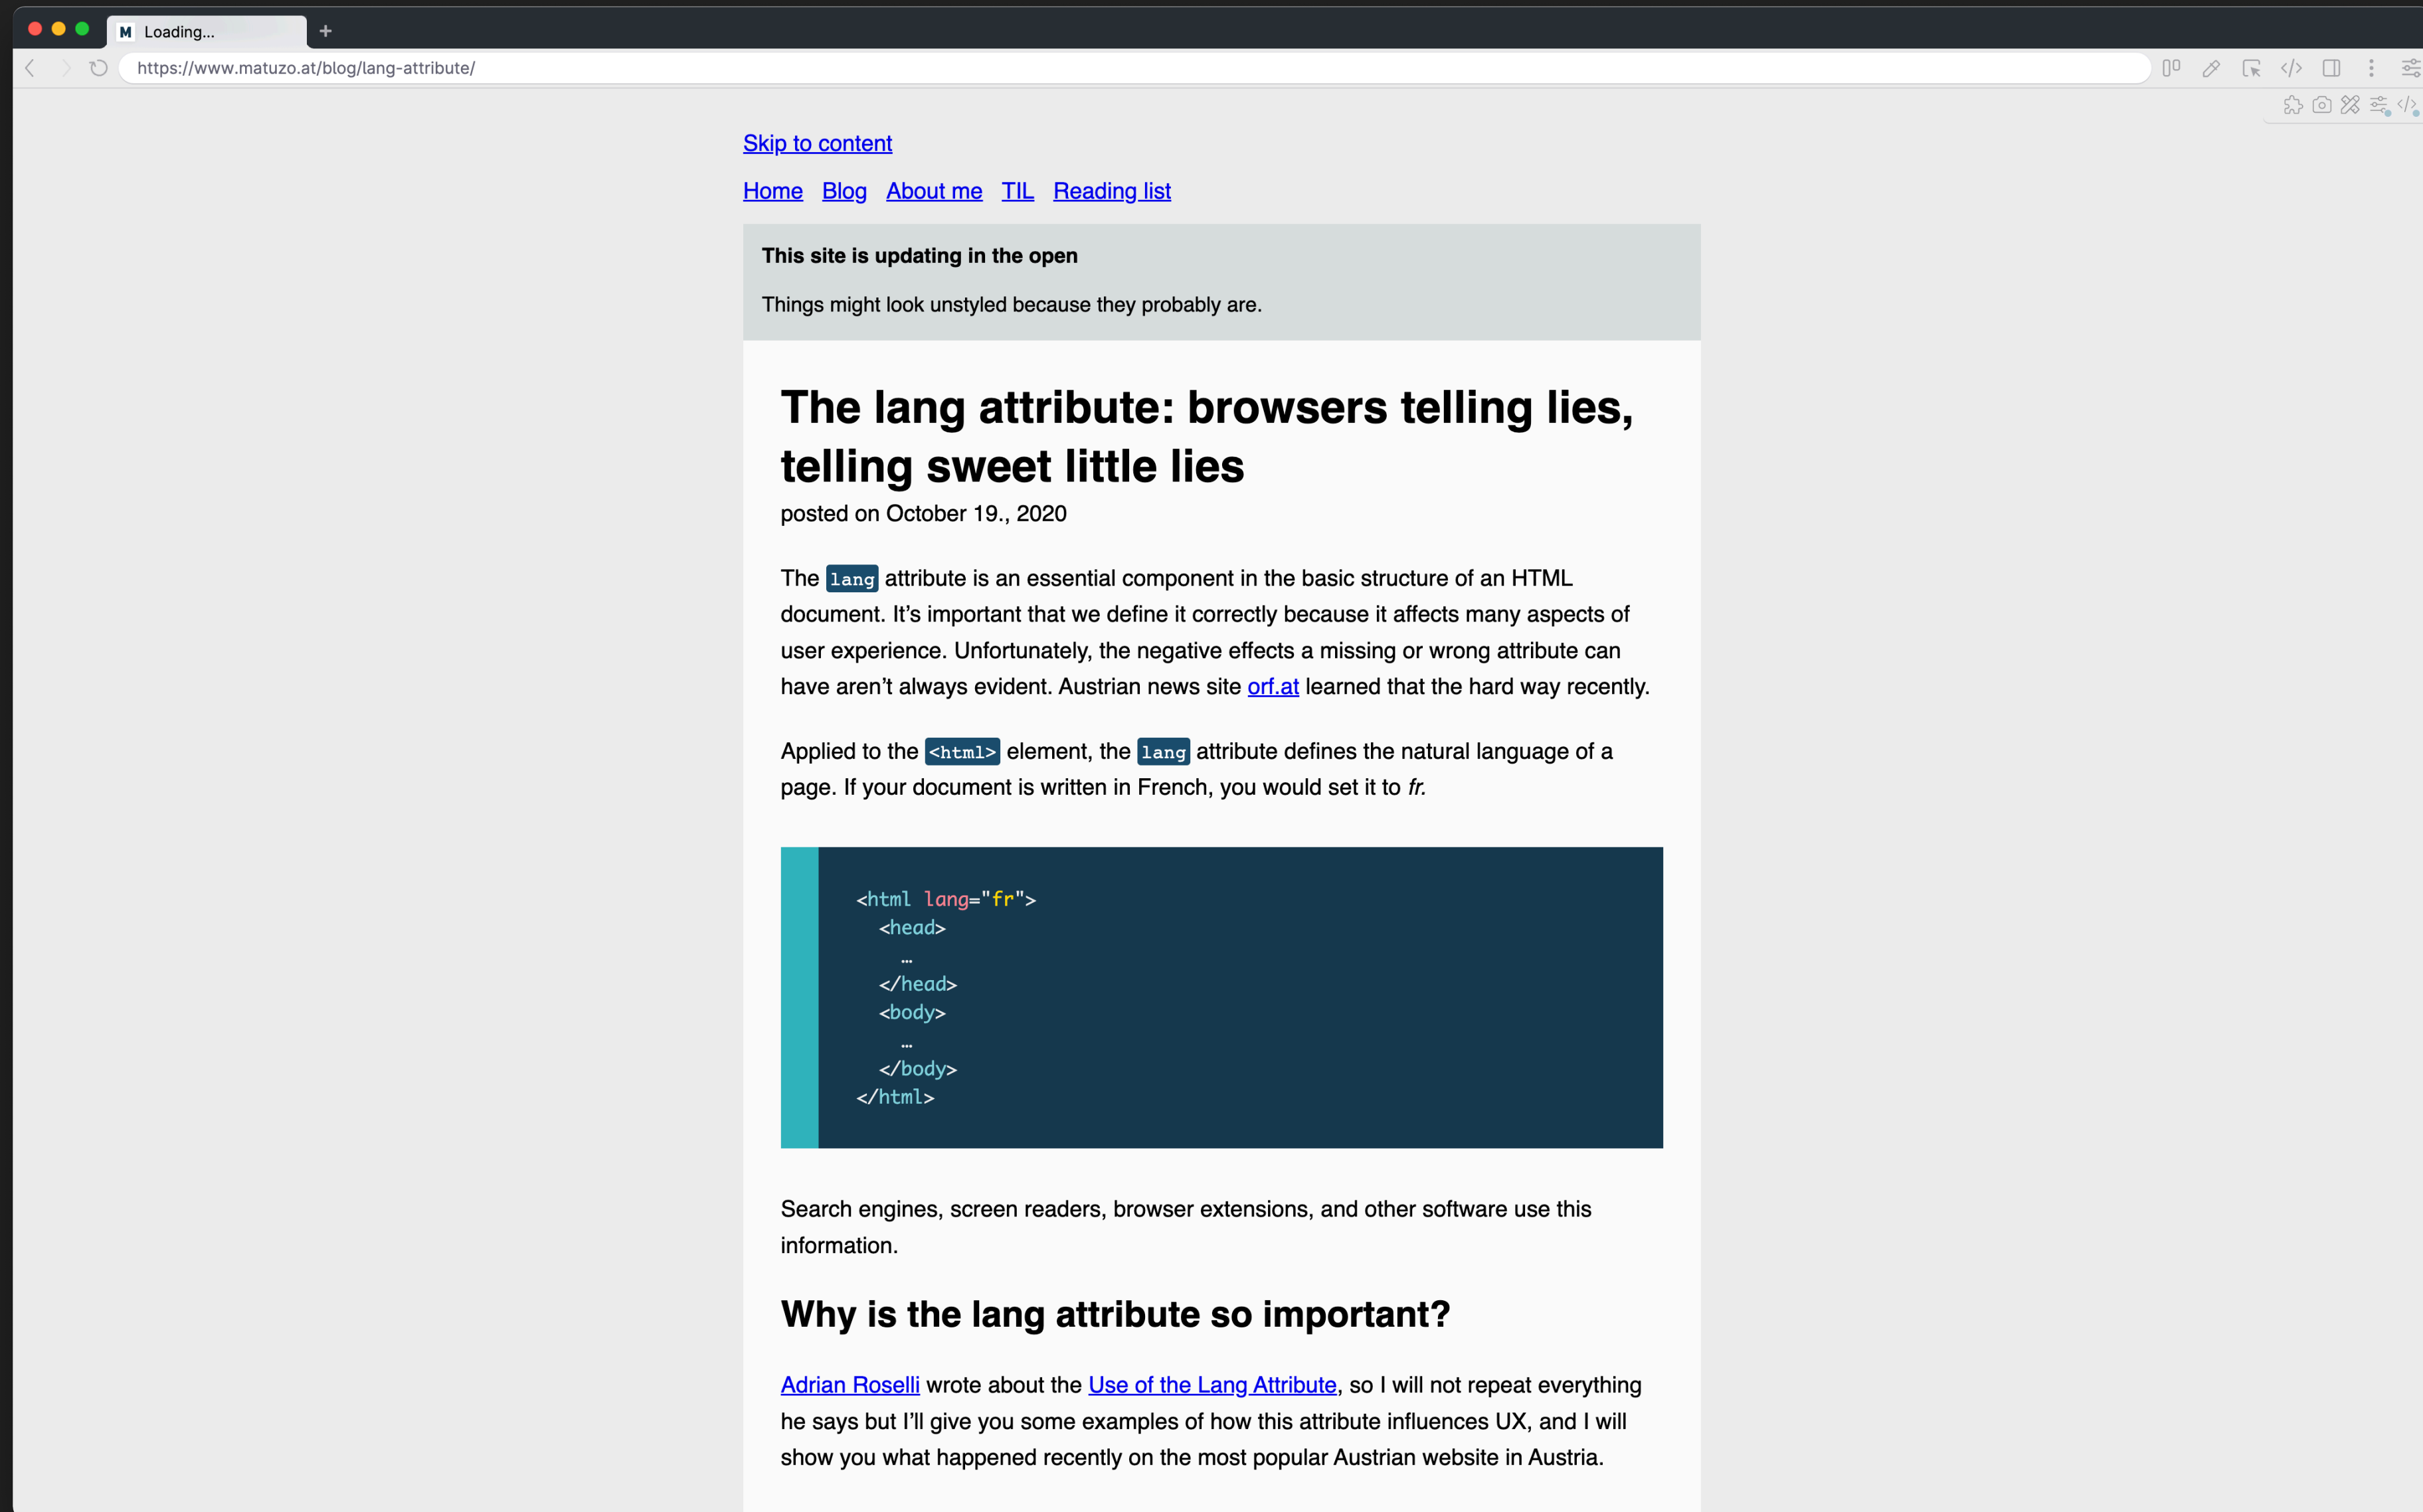 M Loading...
https://www.matuzo.at/blog/lang-attribute/
Skip to content
Home Blog About me TIL Reading list
This site is updating in the open
Things might look unstyled because they probably are.
The lang attribute: browsers telling lies,
telling sweet little lies
posted on October 19., 2020
The lang attribute is an essential component in the basic structure of an HTML
document. It’s important that we define it correctly because it affects many aspects of
user experience. Unfortunately, the negative effects a missing or wrong attribute can
have aren’t always evident. Austrian news site orf.at learned that the hard way recently.
Applied to the <html> element, the lang attribute defines the natural language of a
page. If your document is written in French, you would set it to fr.
<html lang="fr">
<head>
…
</head>
<body>
…
</body>
</html>
Search engines, screen readers, browser extensions, and other software use this
information.
Why is the lang attribute so important?
Adrian Roselli wrote about the Use of the Lang Attribute, so I will not repeat everything
he says but I’ll give you some examples of how this attribute influences UX, and I will
show you what happened recently on the most popular Austrian website in Austria.